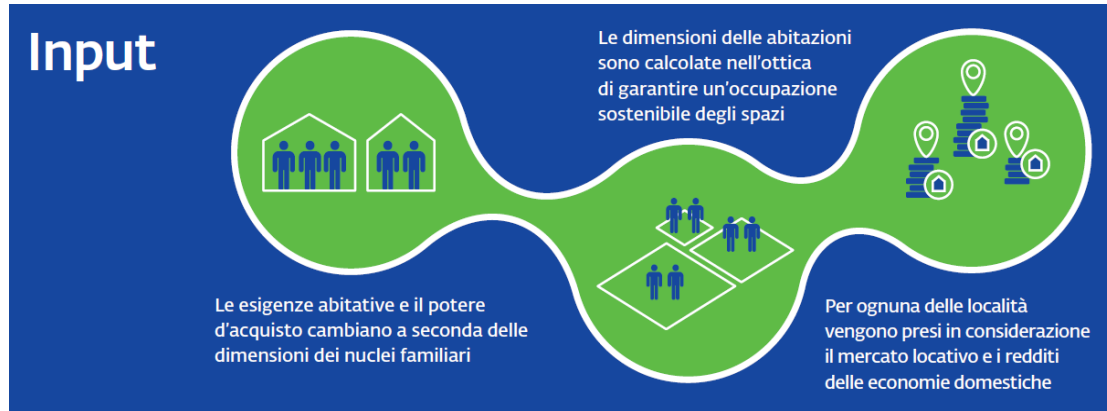 Input
Le esigenze abitative e il potere
d'acquisto cambiano a seconda delle
dimensioni dei nuclei familiari
Le dimensioni delle abitazioni
sono calcolate nell'ottica
di garantire un'occupazione
sostenibile degli spazi
Per ognuna delle località
vengono presi in considerazione
il mercato locativo e i redditi
delle economie domestiche